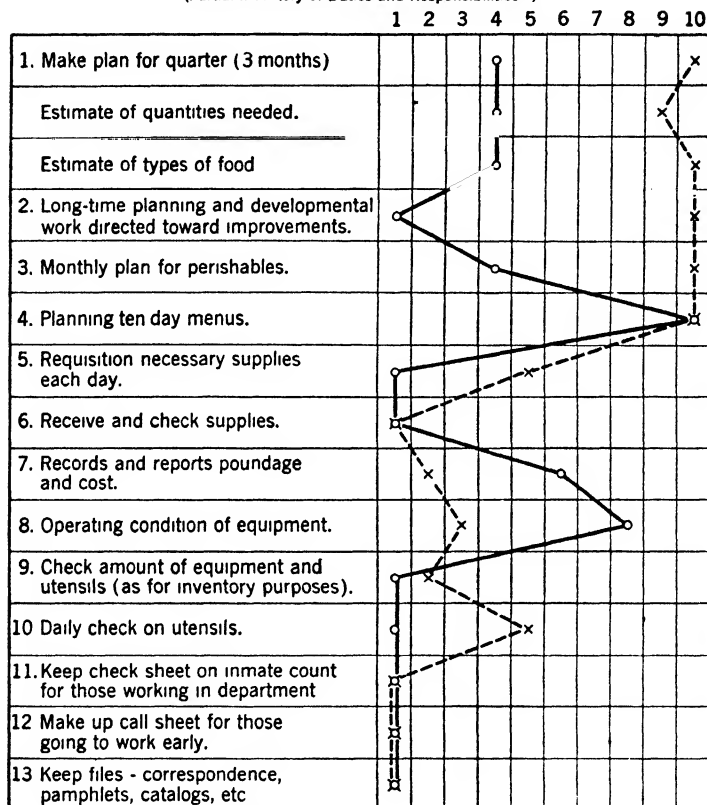 1 2 3 4 5 6 7 8 9 10
1. Make plan for quarter (3 months)
Estimate of quantities needed.
Estimate of types of food
2. Long-time planning and developmental
work directed toward improvements.
3. Monthly plan for perishables.
4. Planning ten day menus.
5. Requisition necessary supplies
each day.
6. Receive and check supplies.
7. Records and reports poundage
and cost.
8. Operating condition of equipment.
9. Check amount of equipment and
utensils (as for inventory purposes).
10 Daily check on utensils.
11. Keep check sheet on inmate count
for those working in department
12 Make up call sheet for those
going to work early.
13 Keep files - correspondence,
pamphlets, catalogs, etc